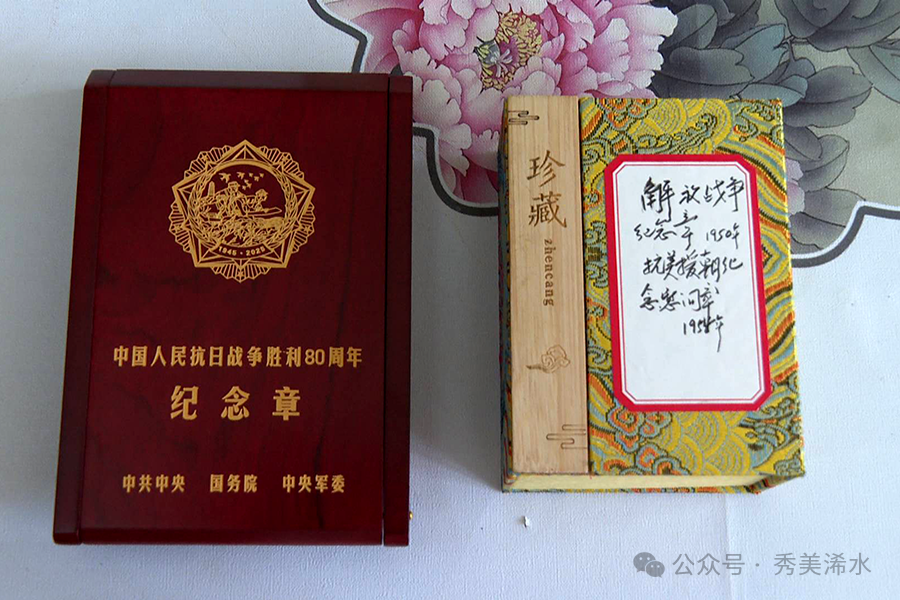 1945·2025
中国人民抗日战争胜利80周年
纪念章
中共中央 国务院 中央军委
珍藏
zhencang
解放战争
纪念章 1950年
抗美援朝纪
念慰问章
1954年
公众号 · 秀美浠水